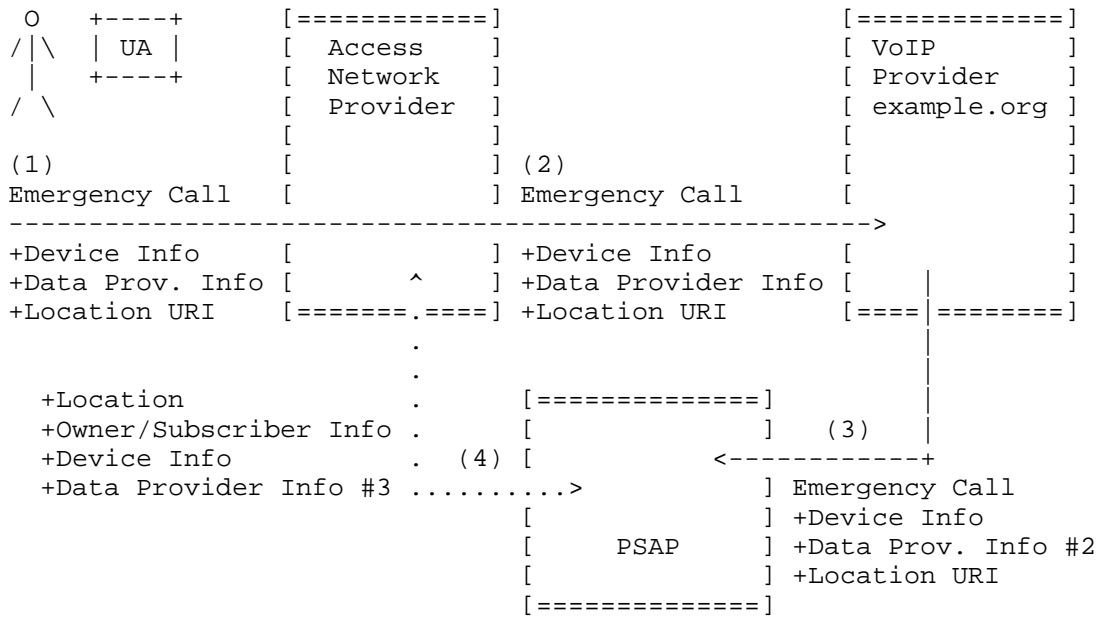 O +----+ [============] [=============]
/|\ | UA | [ Access ] [ VoIP ]
| +----+ [ Network ] [ Provider ]
/ \ [ Provider ] [ example.org ]
[ ] [ ]
(1) [ ] (2) [ ]
Emergency Call [ ] Emergency Call [ ]
------------------------------------------------------> ]
+Device Info [ ] +Device Info [ ]
+Data Prov. Info [ ^ ] +Data Provider Info [ | ]
+Location URI [=======.====] +Location URI [====|========]
. |
. |
+Location . [==============] |
+Owner/Subscriber Info . [ ] (3) |
+Device Info . (4) [ <------------+
+Data Provider Info #3 ..........> ] Emergency Call
[ ] +Device Info
[ PSAP ] +Data Prov. Info #2
[ ] +Location URI
[==============]